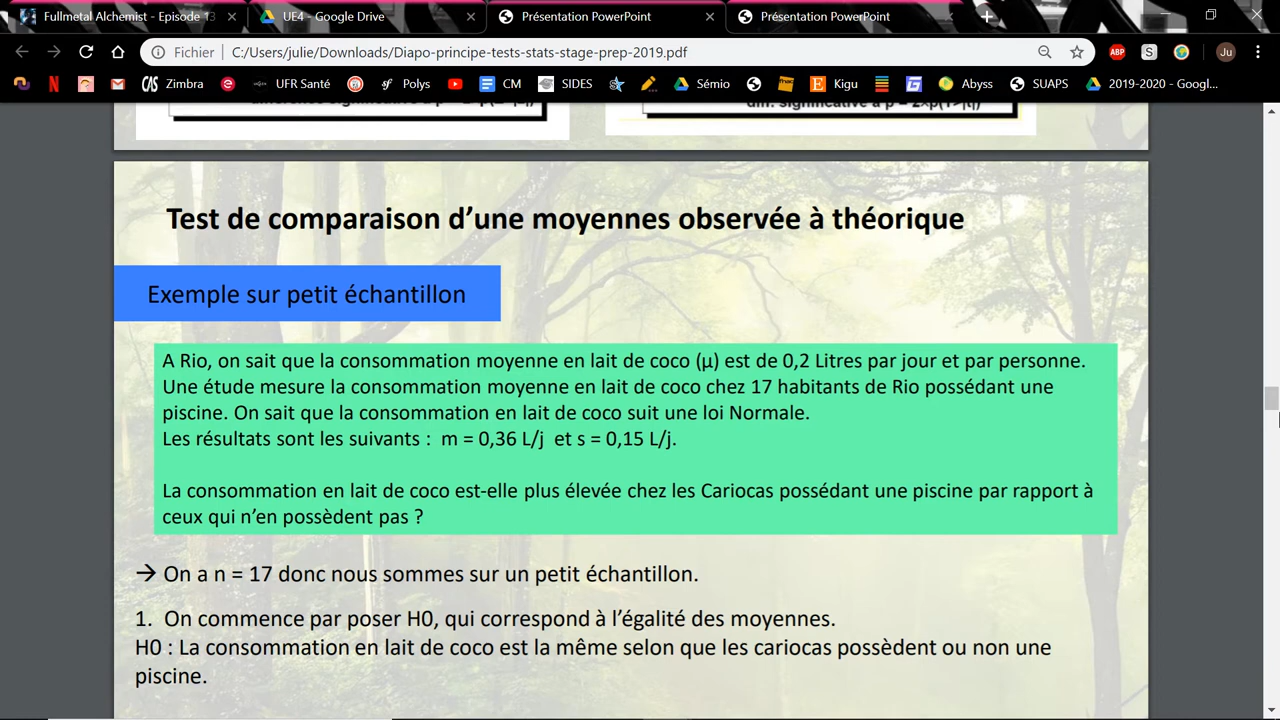 Fullmetal Alchemist - Episode 13
UE4 - Google Drive
Présentation PowerPoint
Présentation PowerPoint
Fichier
C:/Users/julie/Downloads/Diapo-principe-tests-stats-stage-prep-2019.pdf
ABP
S
Ju
N
CAS Zimbra
UFR Santé
Polys
CM
SIDES
Sémio
Kigu
Abyss
SUAPS
2019-2020 - Googl...
diff. significative à p = 2×p(T>|t|)
Test de comparaison d’une moyennes observée à théorique
Exemple sur petit échantillon
A Rio, on sait que la consommation moyenne en lait de coco (μ) est de 0,2 Litres par jour et par personne.
Une étude mesure la consommation moyenne en lait de coco chez 17 habitants de Rio possédant une
piscine. On sait que la consommation en lait de coco suit une loi Normale.
Les résultats sont les suivants : m = 0,36 L/j et s = 0,15 L/j.
La consommation en lait de coco est-elle plus élevée chez les Cariocas possédant une piscine par rapport à
ceux qui n’en possèdent pas ?
→ On a n = 17 donc nous sommes sur un petit échantillon.
1. On commence par poser H0, qui correspond à l’égalité des moyennes.
H0 : La consommation en lait de coco est la même selon que les cariocas possèdent ou non une
piscine.